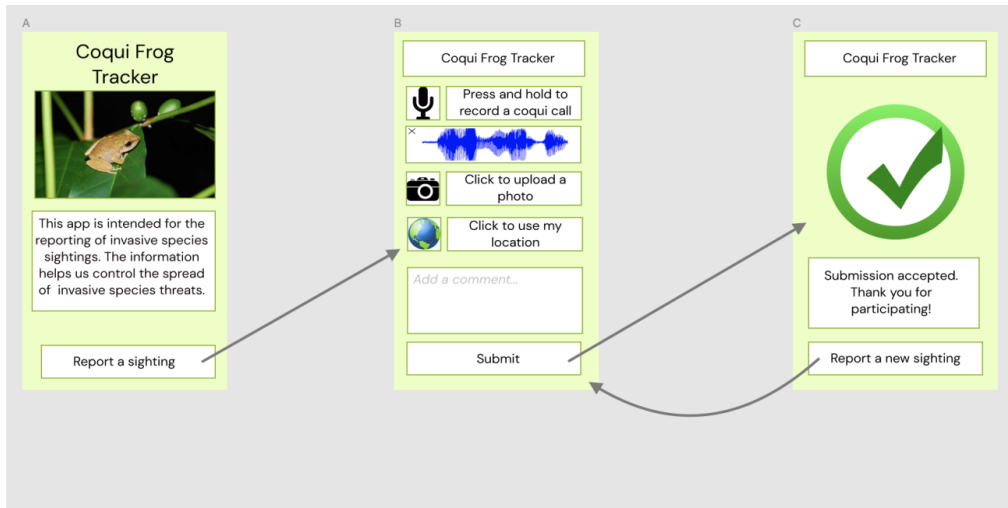 A
Coqui Frog
Tracker
This app is intended for the
reporting of invasive species
sightings. The information
helps us control the spread
of invasive species threats.
Report a sighting
B
Coqui Frog Tracker
Press and hold to
record a coqui call
Click to upload a
photo
Click to use my
location
Add a comment...
Submit
C
Coqui Frog Tracker
Submission accepted.
Thank you for
participating!
Report a new sighting